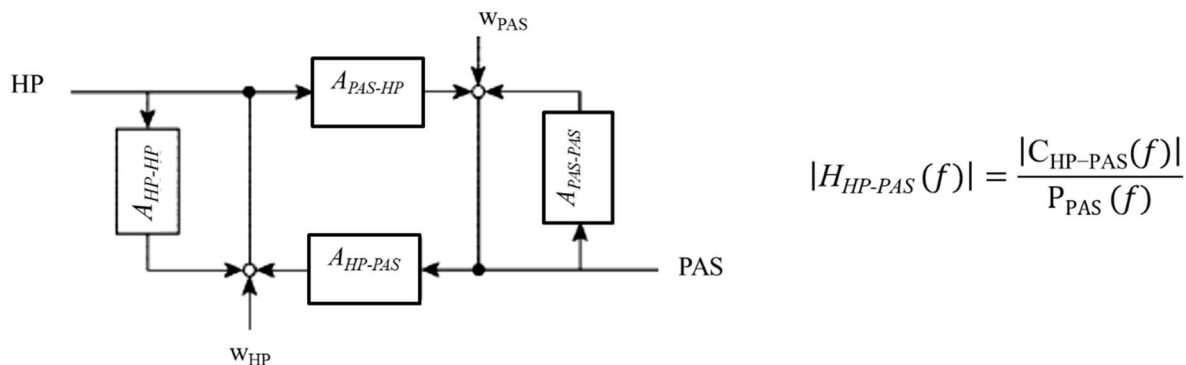 w_PAS
HP
A_PAS-HP
A_HP-HP
A_PAS-PAS
|H_HP-PAS(f)| = |C_HP–PAS(f)| / P_PAS(f)
A_HP-PAS
PAS
w_HP